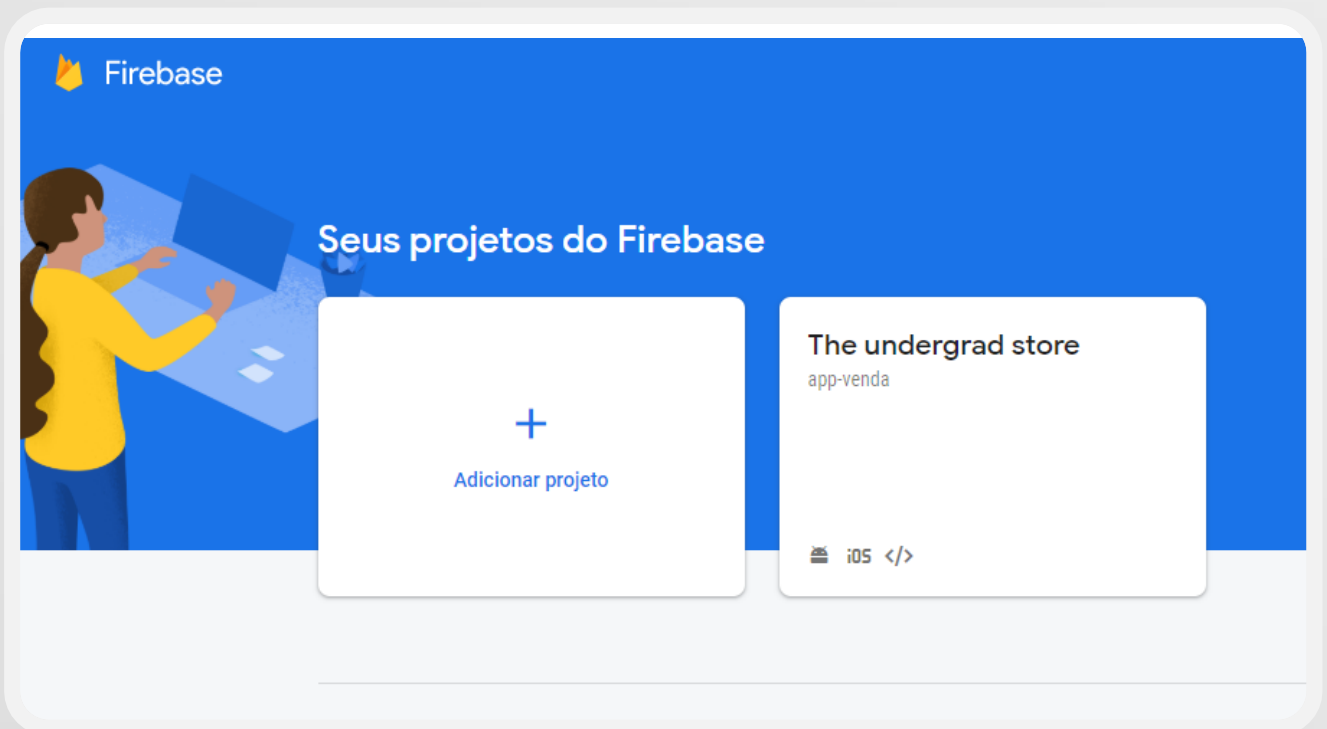 Firebase
Seus projetos do Firebase
Adicionar projeto
The undergrad store
app-venda
iOS </>